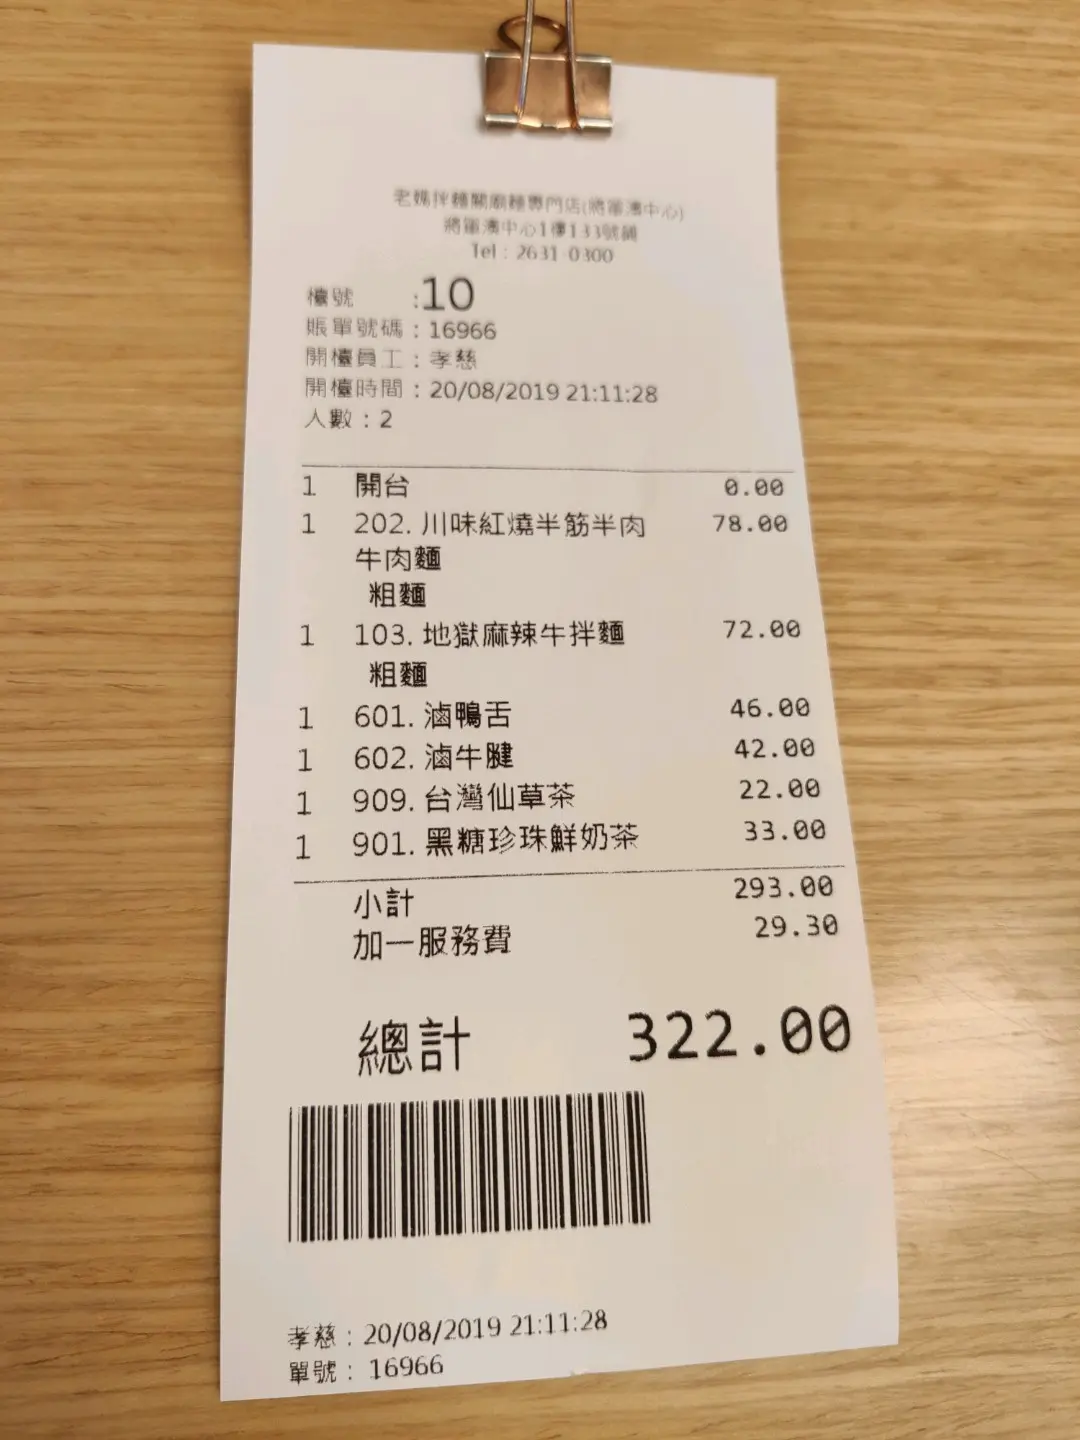 老媽拌麵關廟麵專門店(將軍澳中心)
將軍澳中心1樓133號舖
Tel : 2631 0300
檯號 :10
賬單號碼 : 16966
開檯員工 : 孝慈
開檯時間 : 20/08/2019 21:11:28
人數 : 2
1 開台 0.00
1 202. 川味紅燒半筋半肉 78.00
牛肉麵
粗麵
1 103. 地獄麻辣牛拌麵 72.00
粗麵
1 601. 滷鴨舌 46.00
1 602. 滷牛腱 42.00
1 909. 台灣仙草茶 22.00
1 901. 黑糖珍珠鮮奶茶 33.00
小計 293.00
加一服務費 29.30
總計 322.00
孝慈 : 20/08/2019 21:11:28
單號 : 16966